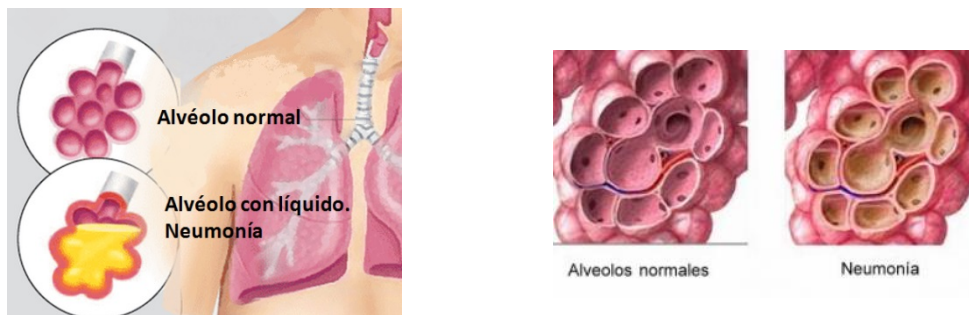 Alvéolo normal
Alvéolo con líquido.
Neumonía
Alveolos normales
Neumonía